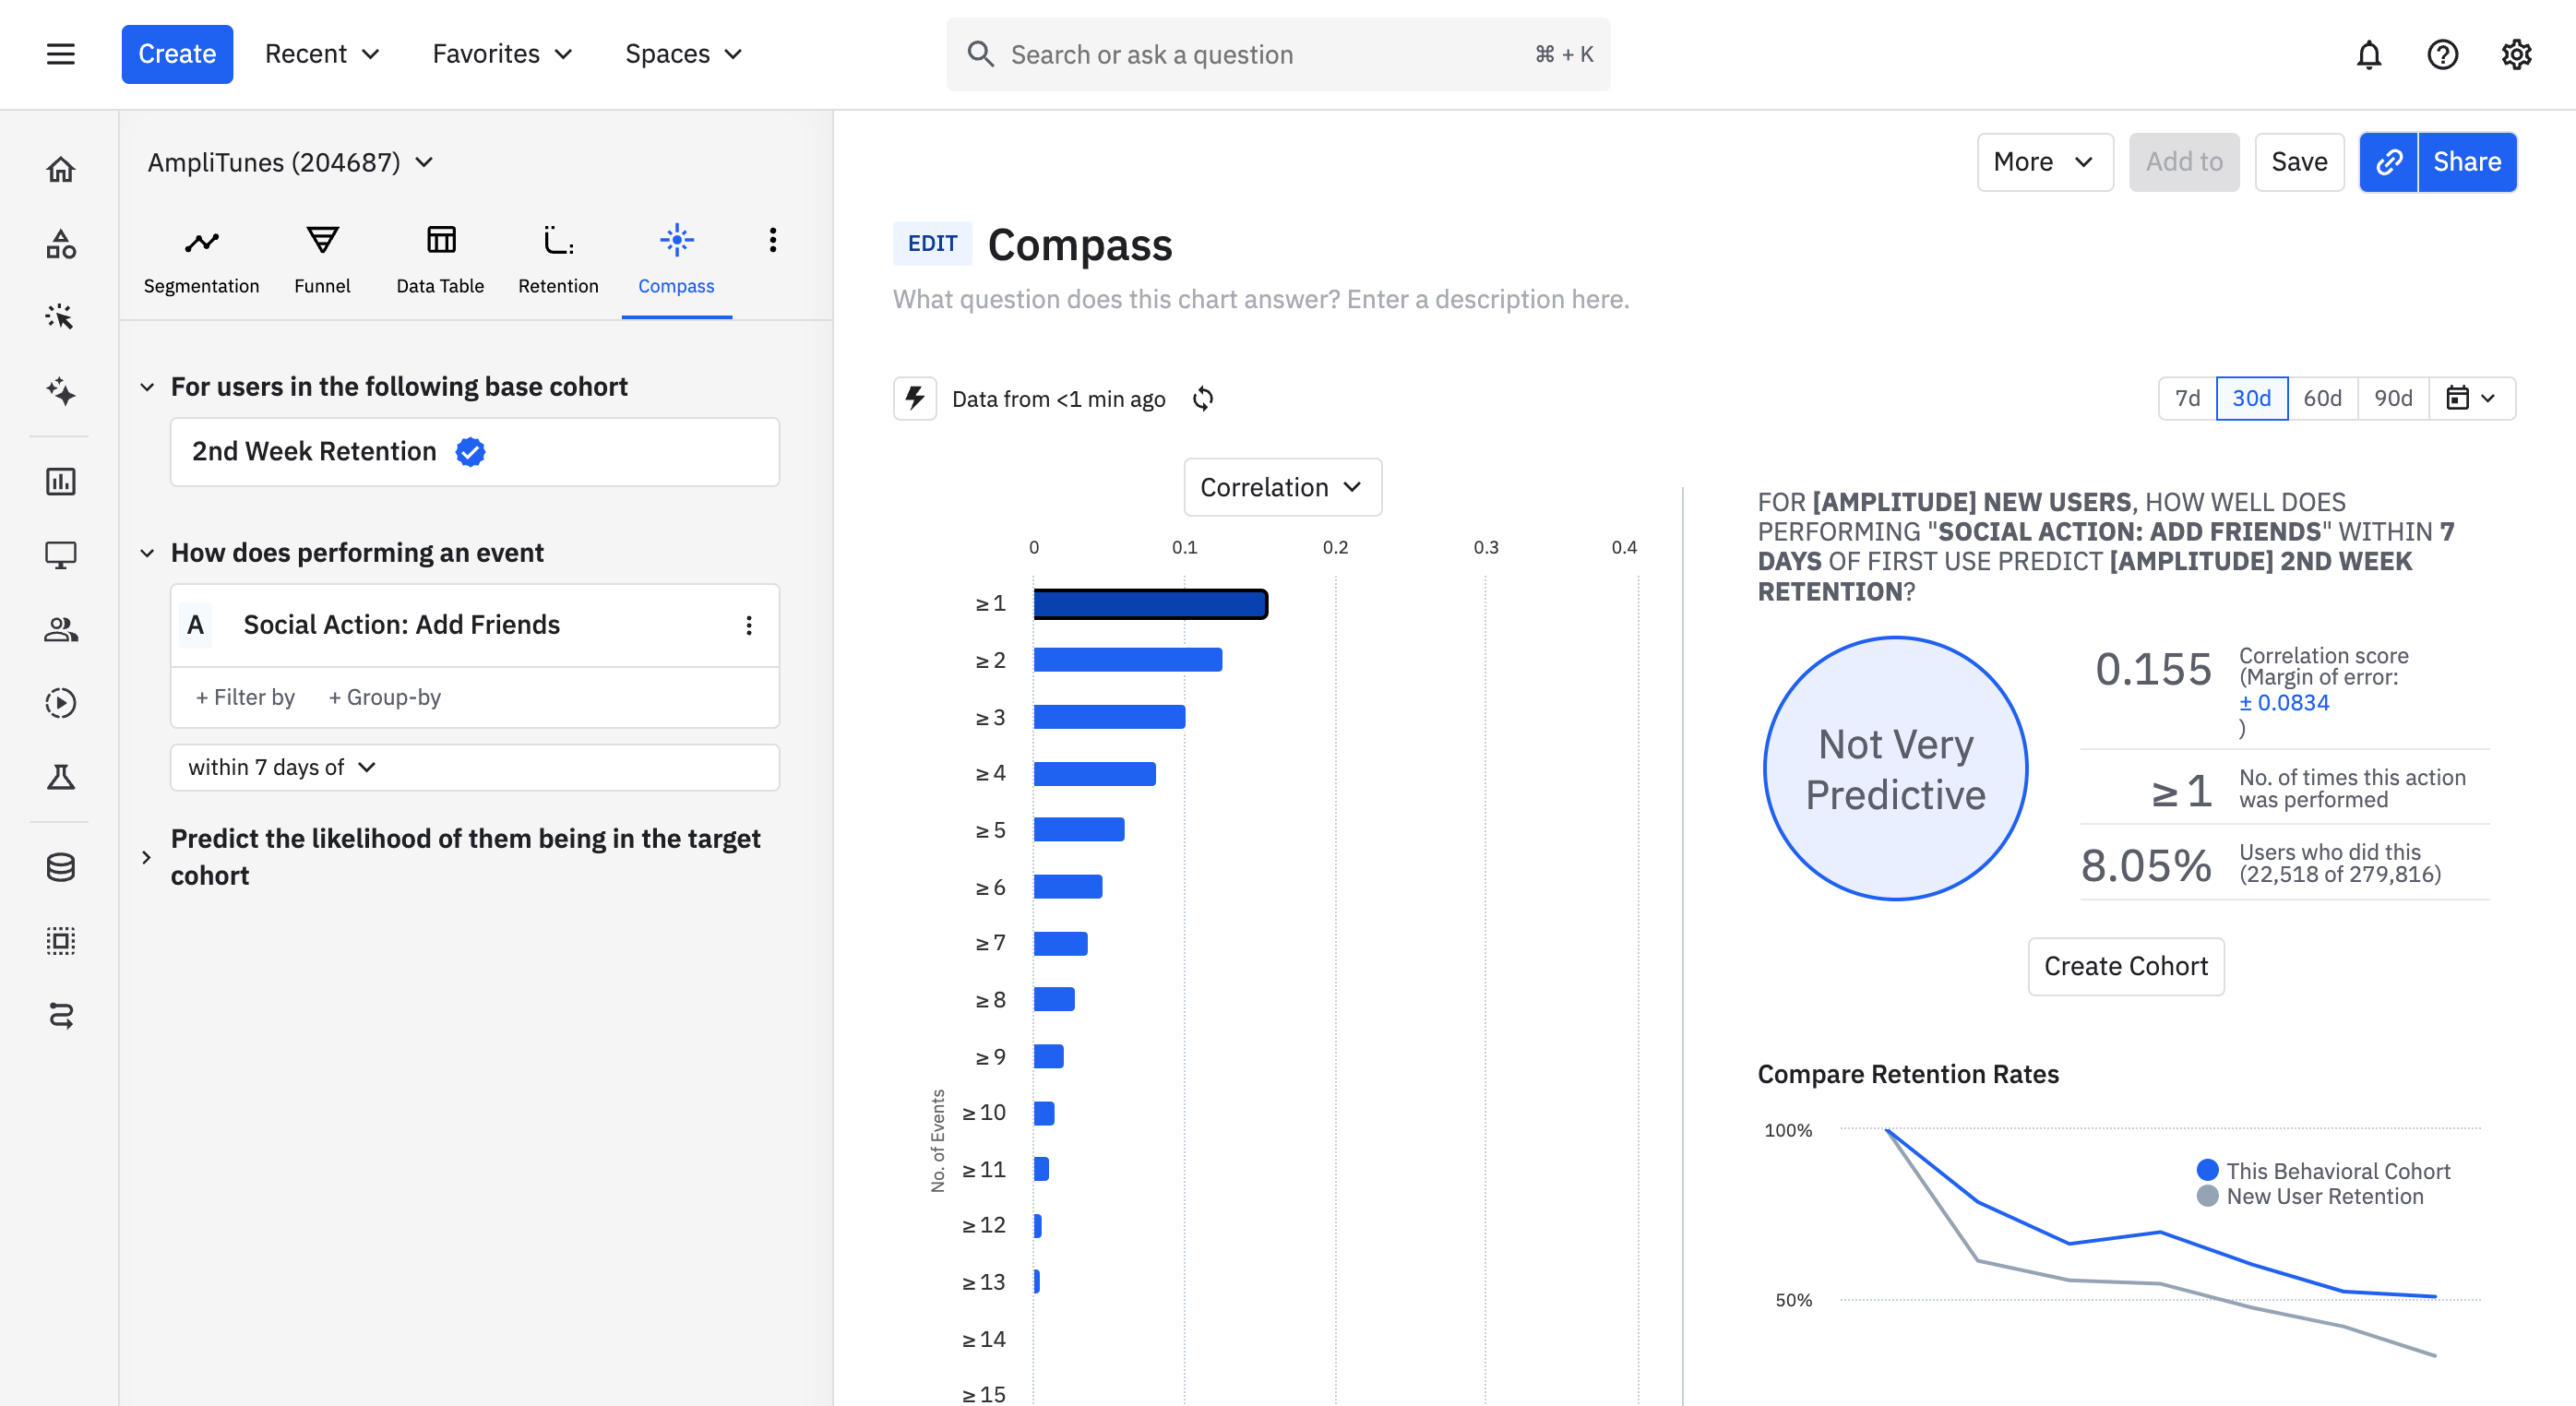 Create
Recent
Favorites
Spaces
Search or ask a question
⌘ + K
AmpliTunes (204687)
Segmentation
Funnel
Data Table
Retention
Compass
For users in the following base cohort
2nd Week Retention
How does performing an event
A
Social Action: Add Friends
+ Filter by
+ Group-by
within 7 days of
Predict the likelihood of them being in the target
cohort
More
Add to
Save
Share
EDIT
Compass
What question does this chart answer? Enter a description here.
Data from <1 min ago
7d
30d
60d
90d
Correlation
0
0.1
0.2
0.3
0.4
≥ 1
≥ 2
≥ 3
≥ 4
≥ 5
≥ 6
≥ 7
≥ 8
≥ 9
≥ 10
≥ 11
≥ 12
≥ 13
≥ 14
≥ 15
No. of Events
FOR [AMPLITUDE] NEW USERS, HOW WELL DOES
PERFORMING "SOCIAL ACTION: ADD FRIENDS" WITHIN 7
DAYS OF FIRST USE PREDICT [AMPLITUDE] 2ND WEEK
RETENTION?
Not Very
Predictive
0.155
Correlation score
(Margin of error:
± 0.0834
)
≥ 1
No. of times this action
was performed
8.05%
Users who did this
(22,518 of 279,816)
Create Cohort
Compare Retention Rates
100%
50%
This Behavioral Cohort
New User Retention